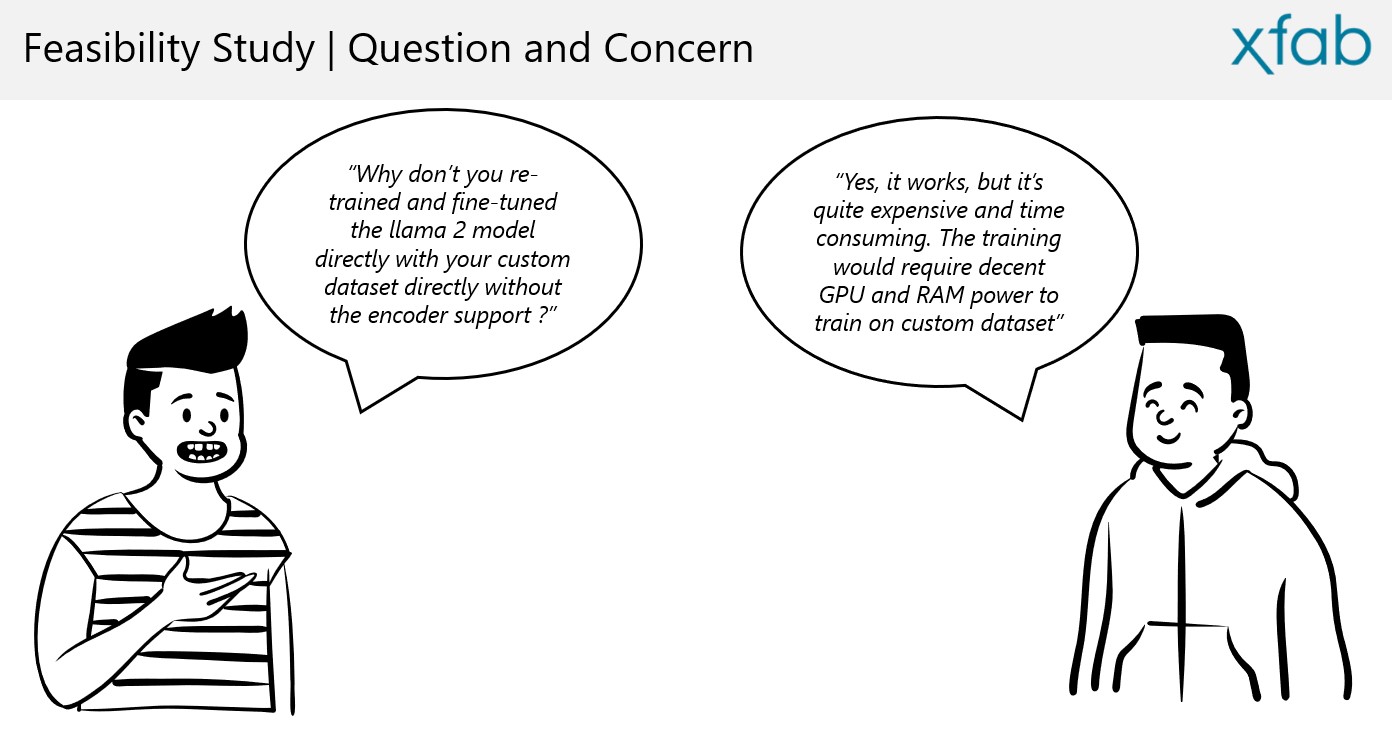 Feasibility Study | Question and Concern
xfab
“Why don’t you re-
trained and fine-tuned
the llama 2 model
directly with your custom
dataset directly without
the encoder support ?”
“Yes, it works, but it’s
quite expensive and time
consuming. The training
would require decent
GPU and RAM power to
train on custom dataset”